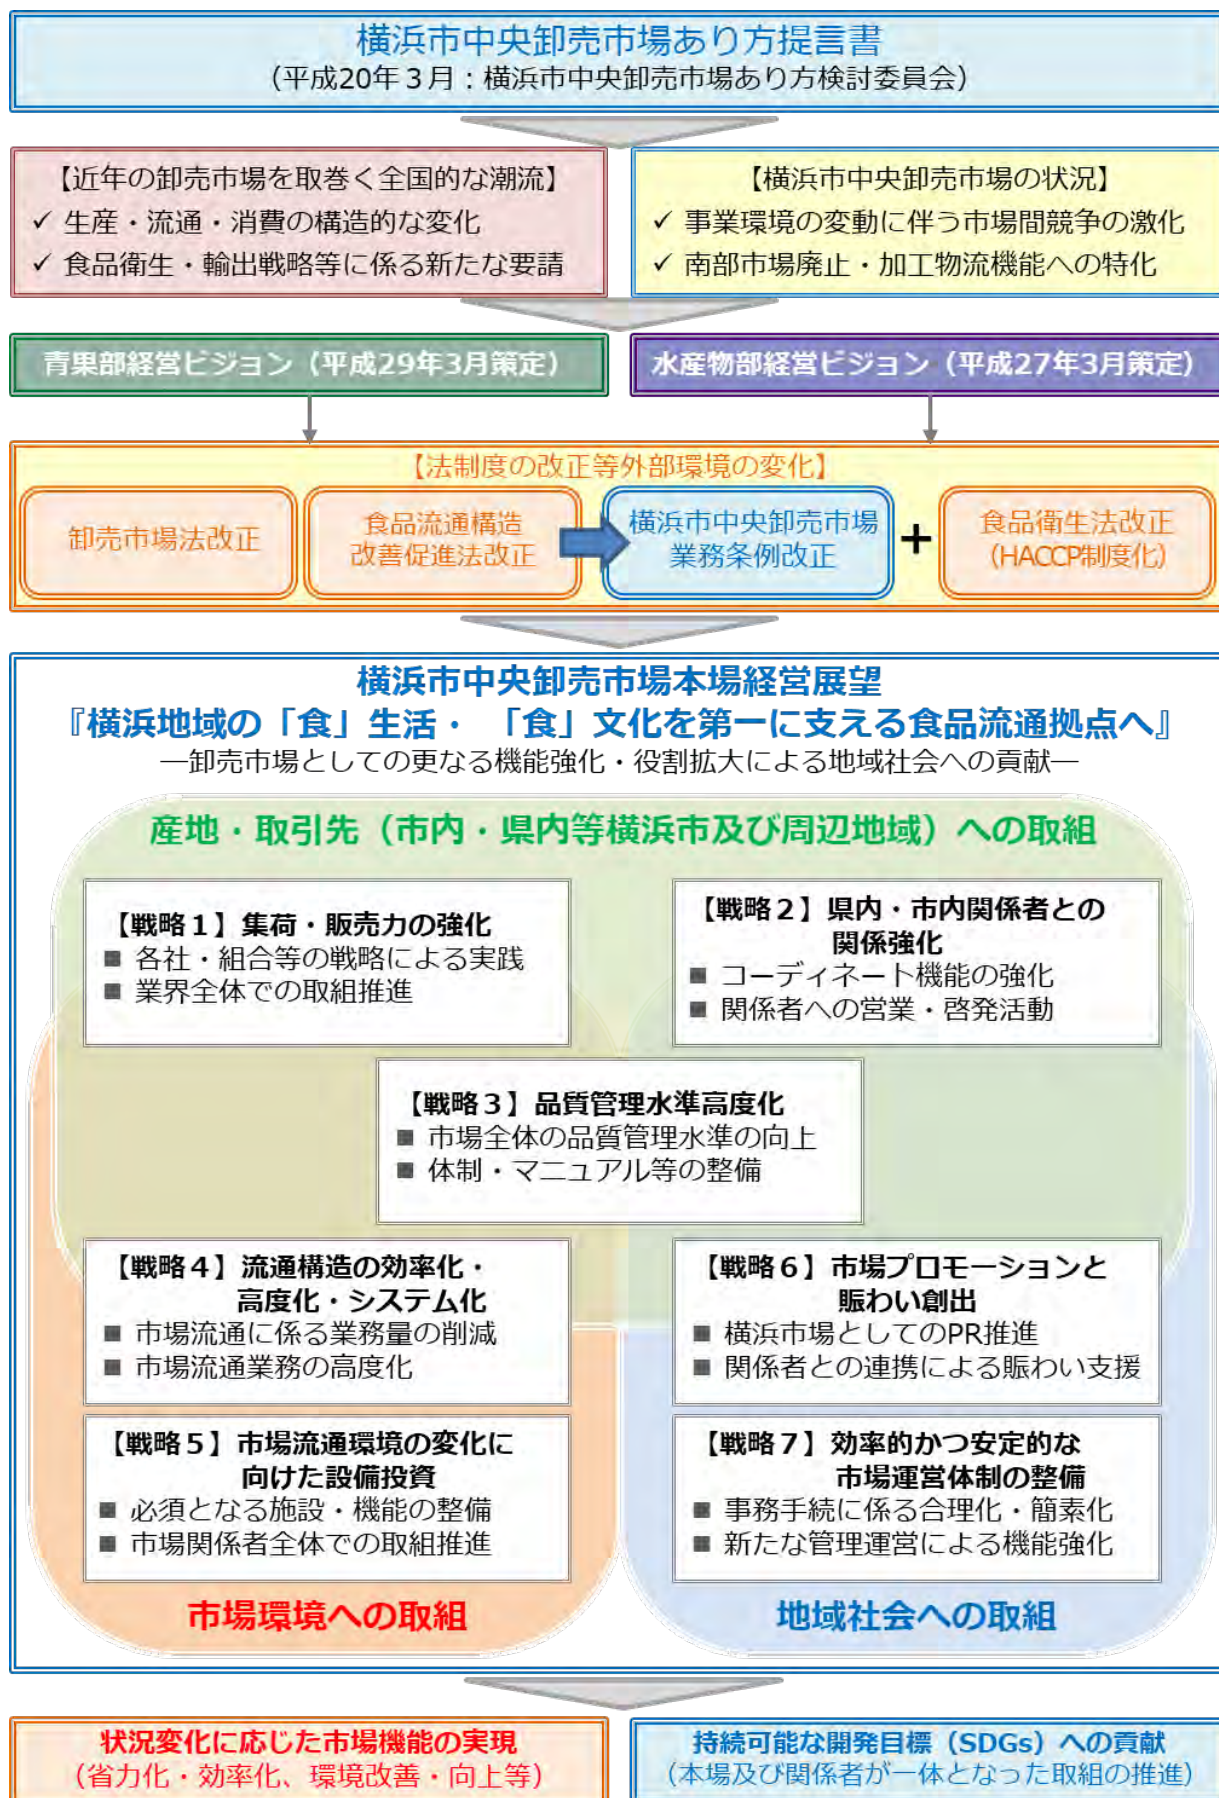 横浜市中央卸売市場あり方提言書
（平成20年３月：横浜市中央卸売市場あり方検討委員会）
【近年の卸売市場を取巻く全国的な潮流】
✓ 生産・流通・消費の構造的な変化
✓ 食品衛生・輸出戦略等に係る新たな要請
【横浜市中央卸売市場の状況】
✓ 事業環境の変動に伴う市場間競争の激化
✓ 南部市場廃止・加工物流機能への特化
青果部経営ビジョン（平成29年3月策定）
水産物部経営ビジョン（平成27年3月策定）
【法制度の改正等外部環境の変化】
卸売市場法改正
食品流通構造
改善促進法改正
横浜市中央卸売市場
業務条例改正
+
食品衛生法改正
（HACCP制度化）
横浜市中央卸売市場本場経営展望
『横浜地域の「食」生活・ 「食」文化を第一に支える食品流通拠点へ』
―卸売市場としての更なる機能強化・役割拡大による地域社会への貢献―
産地・取引先（市内・県内等横浜市及び周辺地域）への取組
【戦略１】集荷・販売力の強化
■ 各社・組合等の戦略による実践
■ 業界全体での取組推進
【戦略２】県内・市内関係者との
関係強化
■ コーディネート機能の強化
■ 関係者への営業・啓発活動
【戦略３】品質管理水準高度化
■ 市場全体の品質管理水準の向上
■ 体制・マニュアル等の整備
【戦略４】流通構造の効率化・
高度化・システム化
■ 市場流通に係る業務量の削減
■ 市場流通業務の高度化
【戦略６】市場プロモーションと
賑わい創出
■ 横浜市場としてのPR推進
■ 関係者との連携による賑わい支援
【戦略５】市場流通環境の変化に
向けた設備投資
■ 必須となる施設・機能の整備
■ 市場関係者全体での取組推進
【戦略７】効率的かつ安定的な
市場運営体制の整備
■ 事務手続に係る合理化・簡素化
■ 新たな管理運営による機能強化
市場環境への取組
地域社会への取組
状況変化に応じた市場機能の実現
（省力化・効率化、環境改善・向上等）
持続可能な開発目標（SDGs）への貢献
（本場及び関係者が一体となった取組の推進）